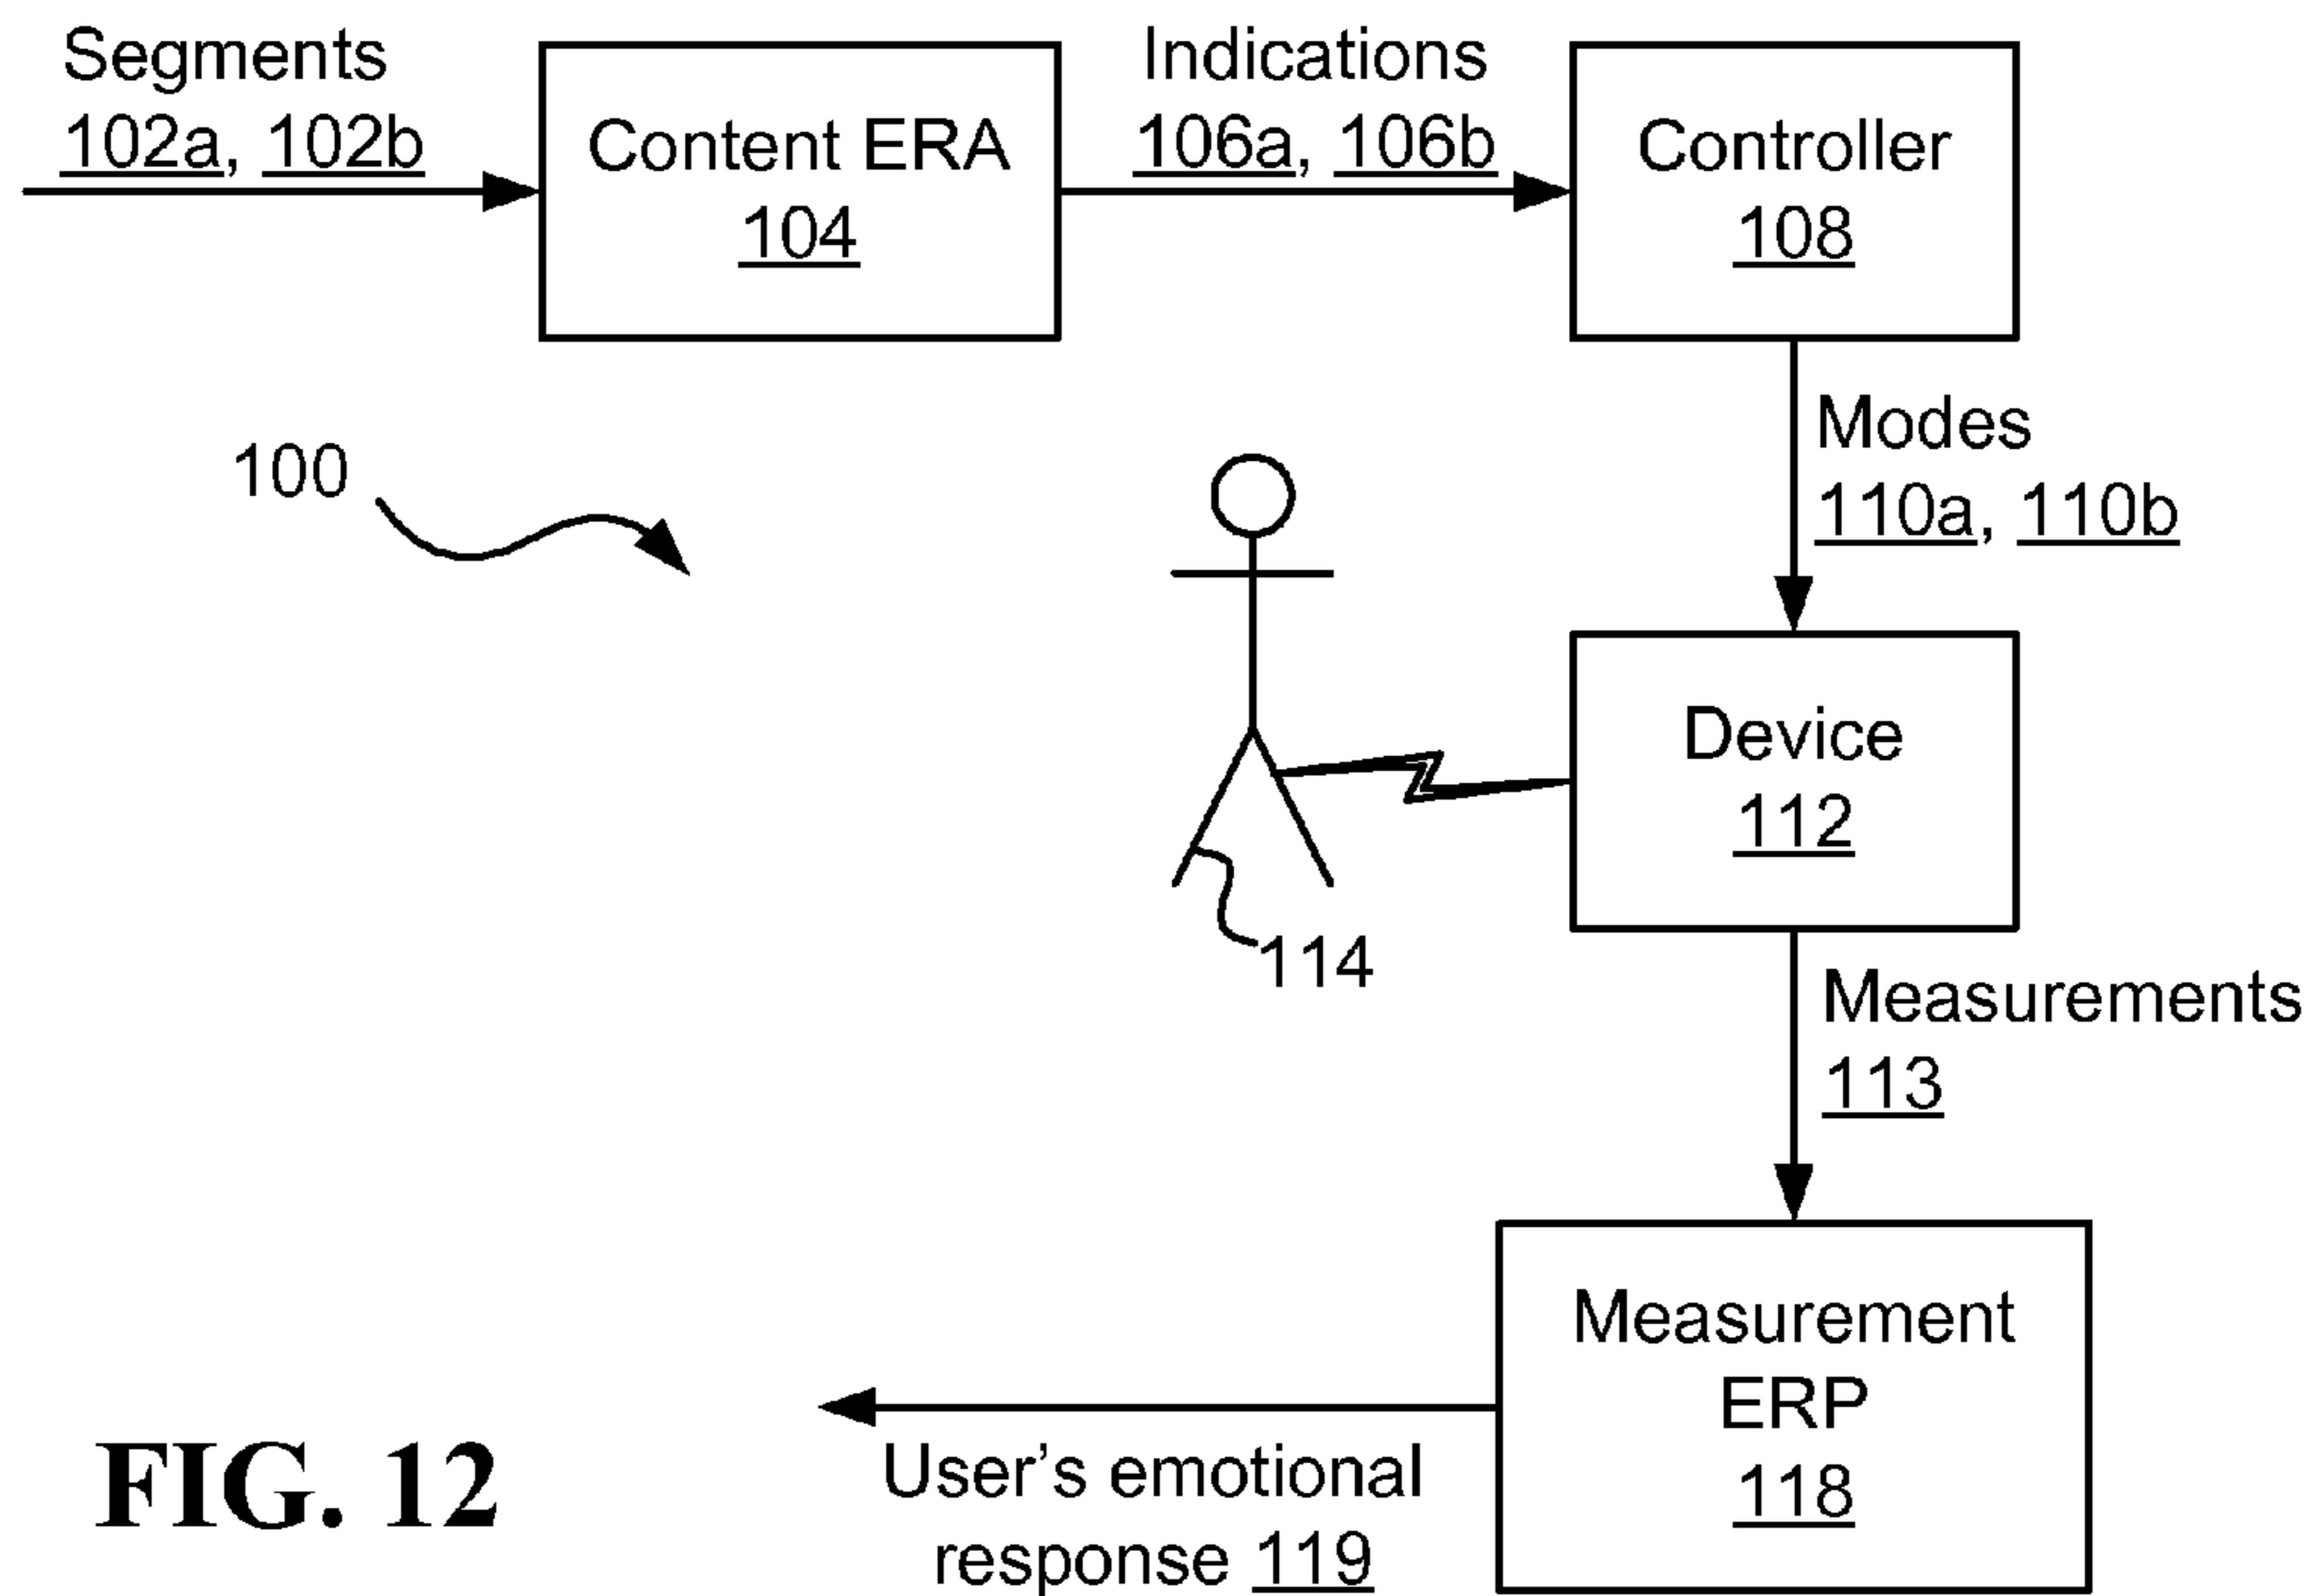 Segments
102a, 102b
Content ERA
104
Indications
106a, 106b
Controller
108
Modes
110a, 110b
100
Device
112
114
Measurements
113
Measurement
ERP
118
User’s emotional
response 119
FIG. 12